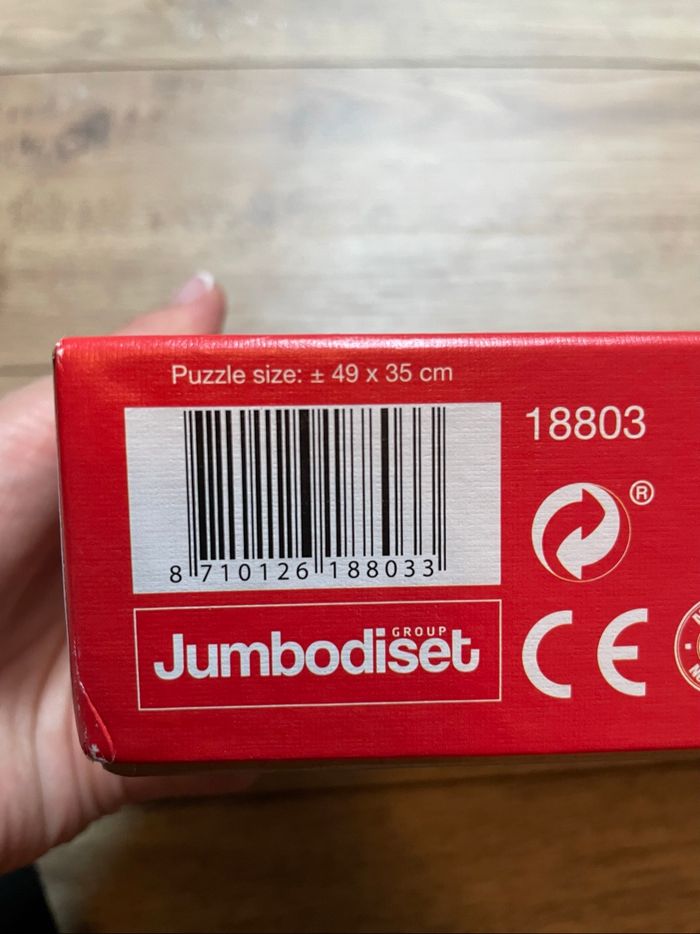 Puzzle size: ± 49 x 35 cm
18803
8 710126 188033
®
GROUP
Jumbodiset
CE